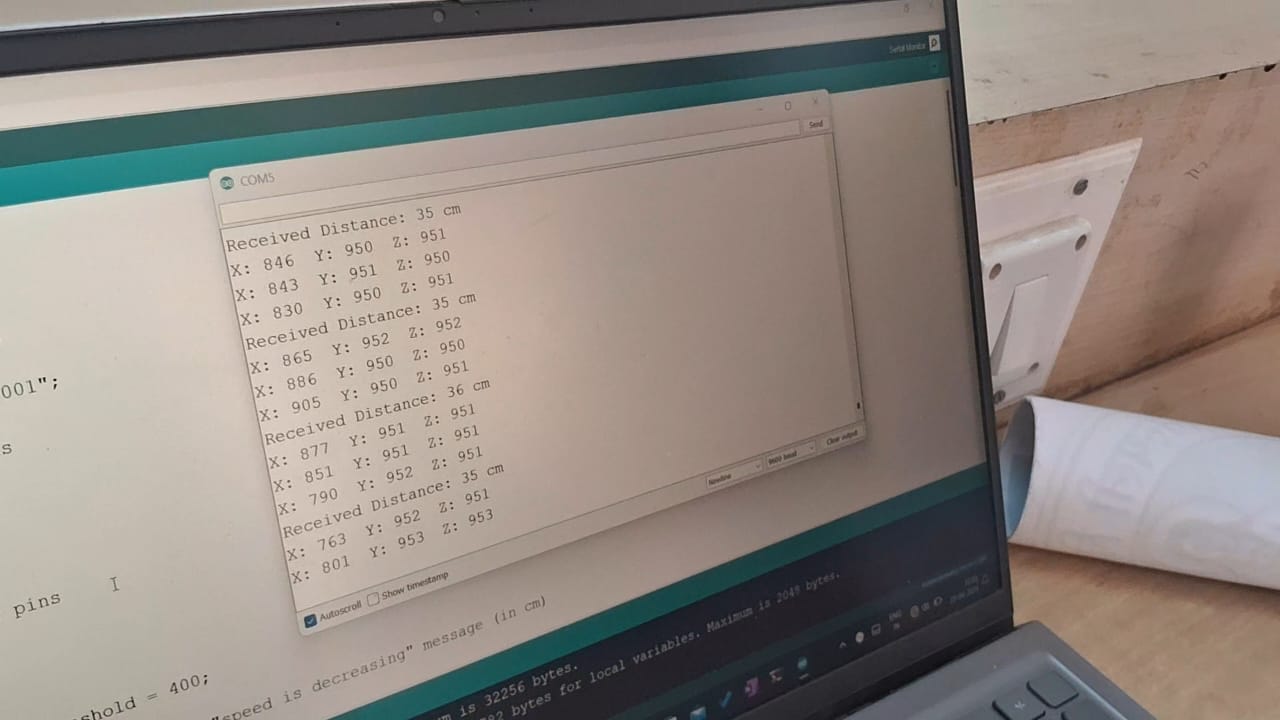 Serial Monitor
COM5
Send
Received Distance: 35 cm
X: 846 Y: 950 Z: 951
X: 843 Y: 951 Z: 950
X: 830 Y: 950 Z: 951
Received Distance: 35 cm
X: 865 Y: 952 Z: 952
X: 886 Y: 950 Z: 950
X: 905 Y: 950 Z: 951
Received Distance: 36 cm
X: 877 Y: 951 Z: 951
X: 851 Y: 951 Z: 951
X: 790 Y: 952 Z: 951
Received Distance: 35 cm
X: 763 Y: 952 Z: 951
X: 801 Y: 953 Z: 953
Autoscroll Show timestamp
Newline 9600 baud Clear output
001";
s
pins
shold = 400;
"speed is decreasing" message (in cm)
is 32256 bytes.
bytes for local variables. Maximum is 2048 bytes.
ENG